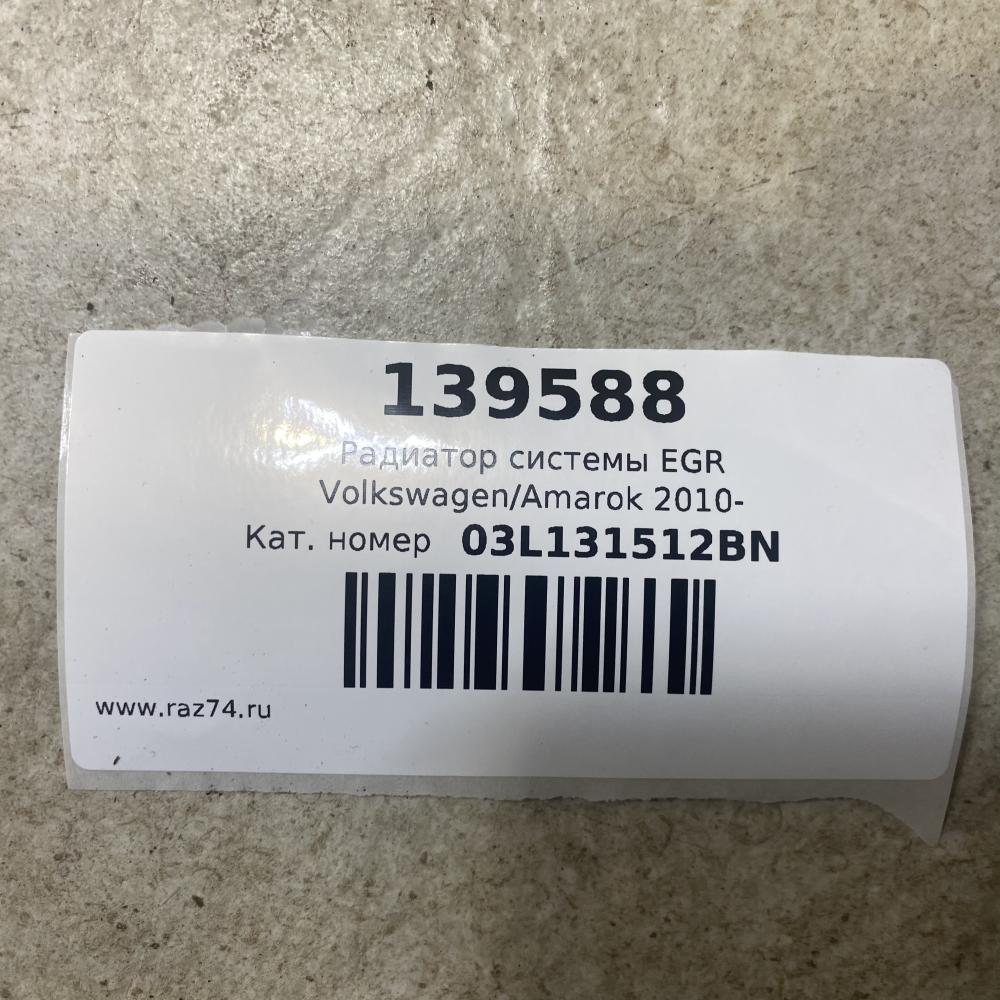 139588
Радиатор системы EGR
Volkswagen/Amarok 2010-
Кат. номер 03L131512BN
www.raz74.ru